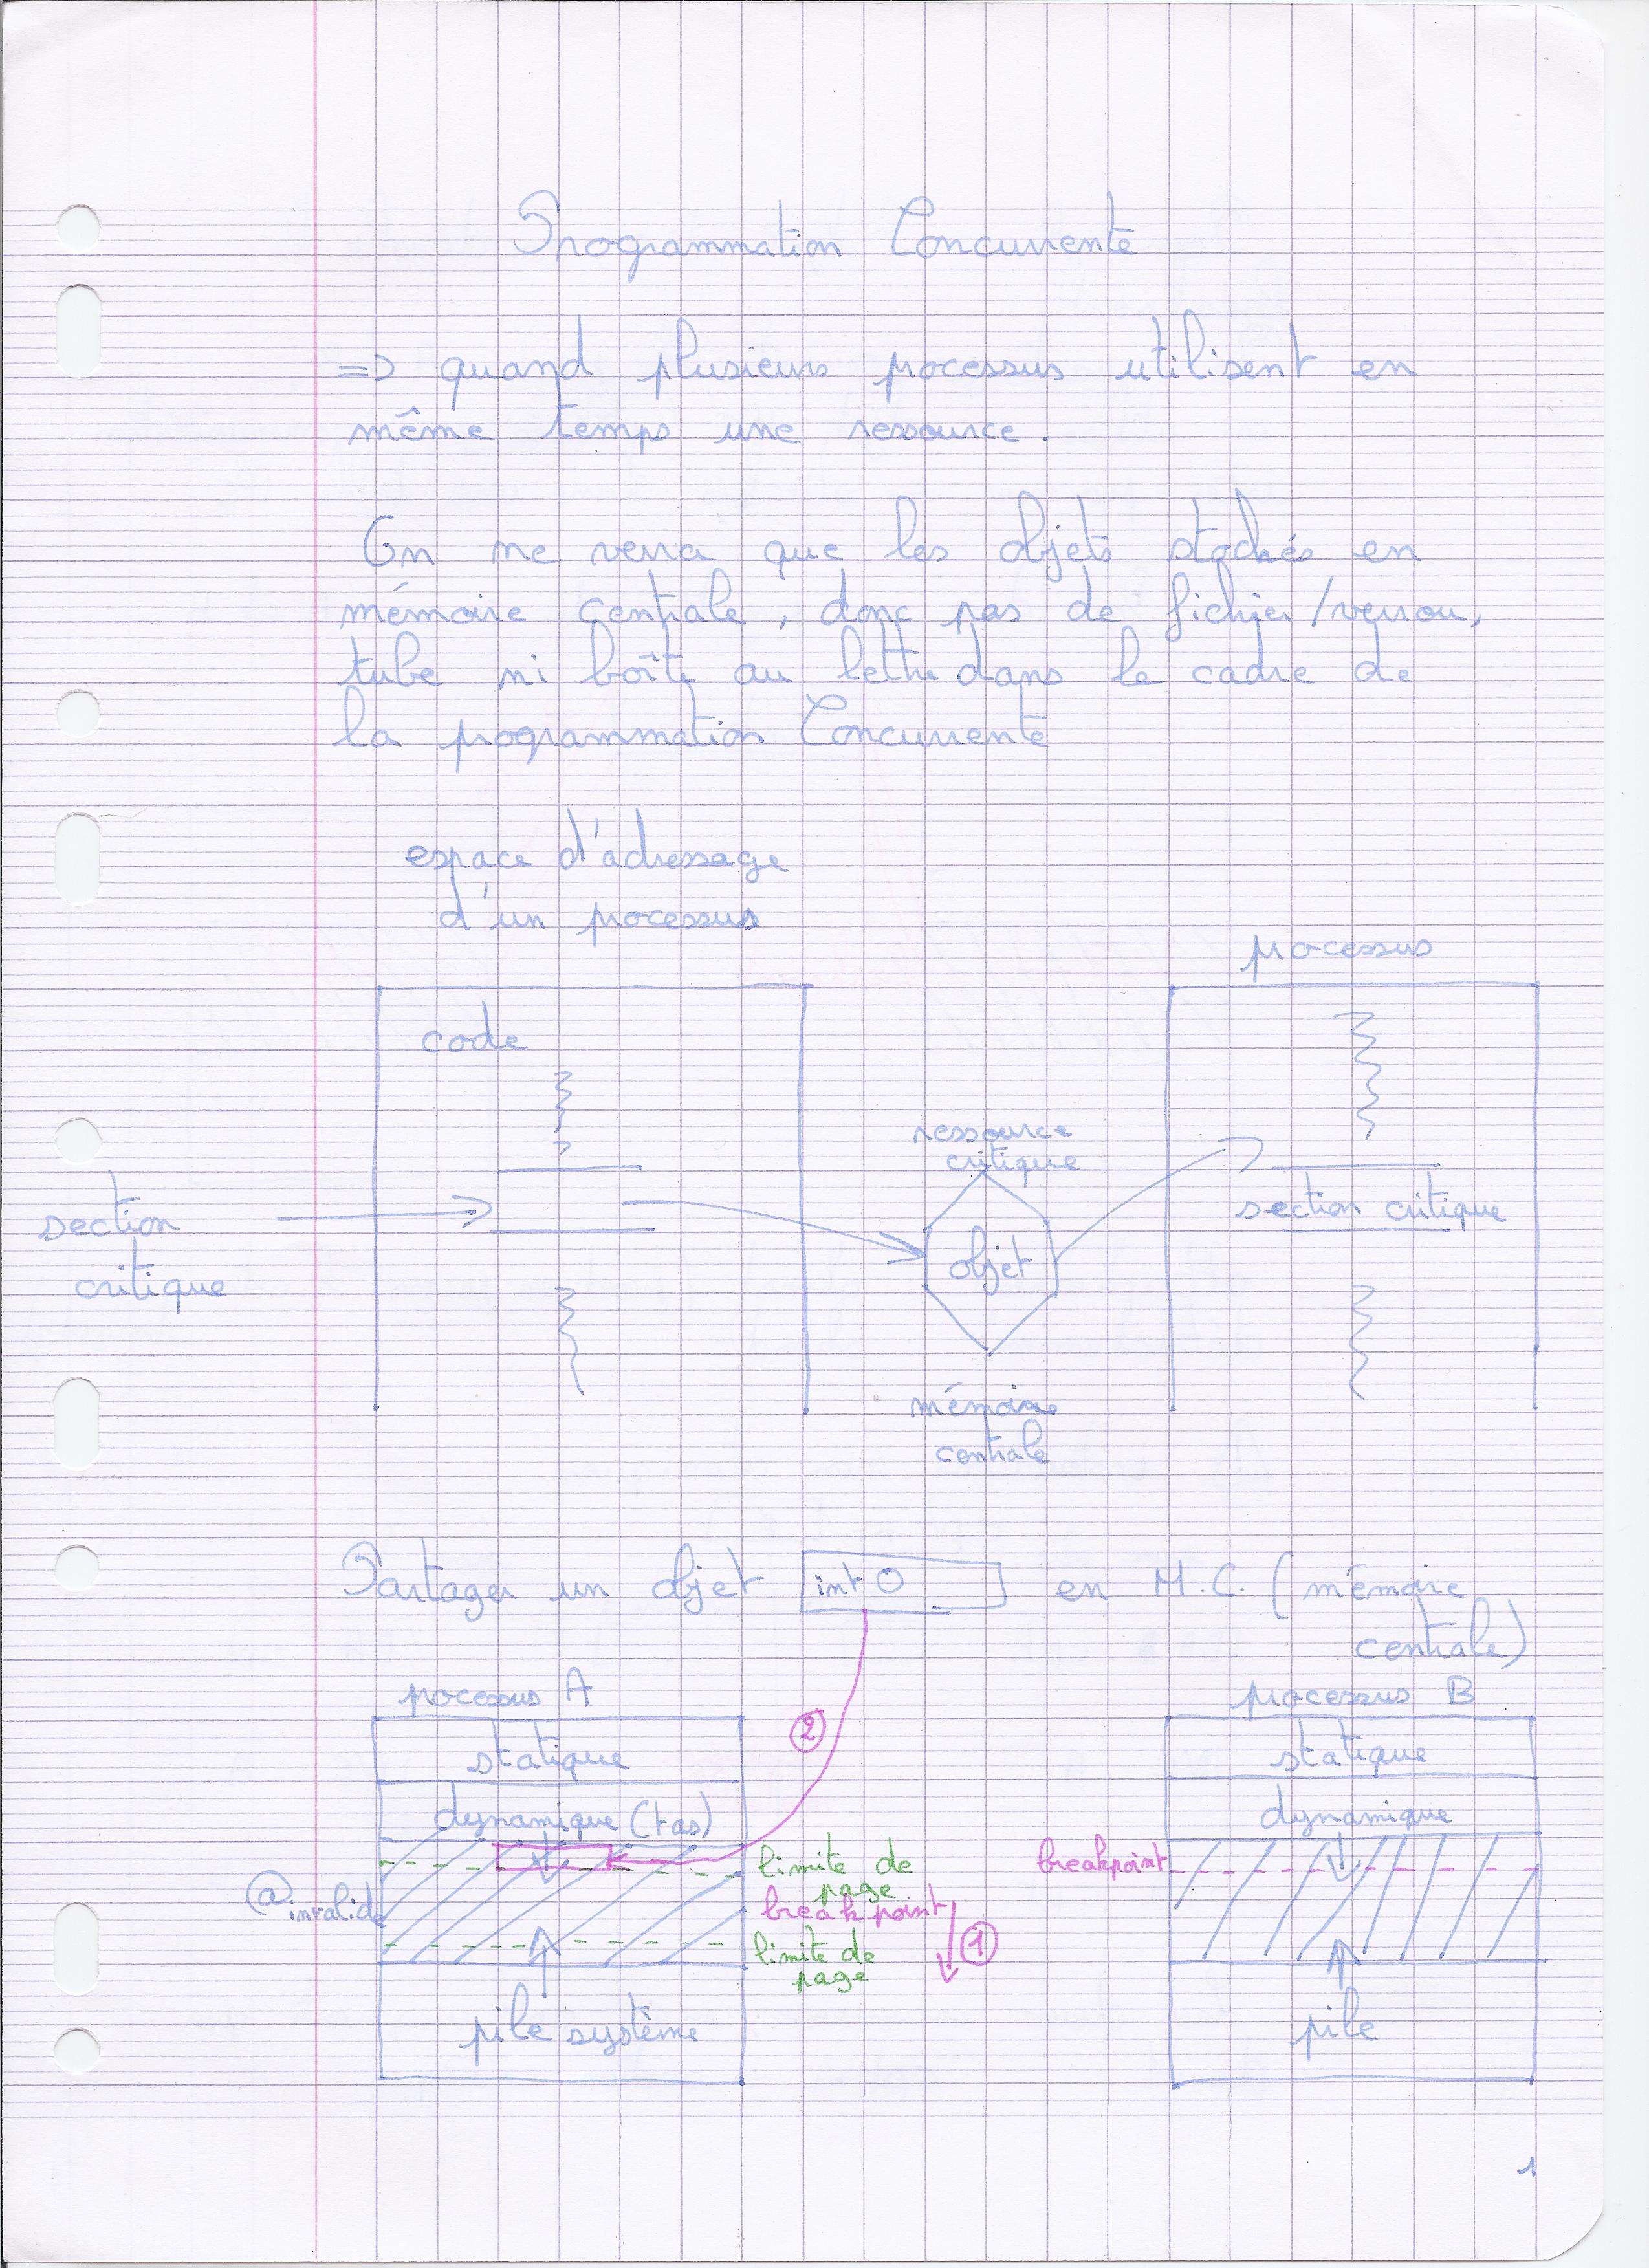 Programmation Concurrente
=> quand plusieurs processus utilisent en
même temps une ressource.
On ne verra que les objets stockés en
mémoire centrale, donc pas de fichier/verrou,
tube ni boîte au lettre dans le cadre de
la programmation Concurrente
espace d'adressage
d'un processus
processus
code
ressource
critique
section
critique
objet
section critique
mémoire
centrale
Partager un objet int O en M.C. (mémoire
centrale)
processus A
processus B
2
statique
statique
dynamique (tas)
dynamique
limite de
page
breakpoint
@invalide
breakpoint
1
limite de
page
pile système
pile
1